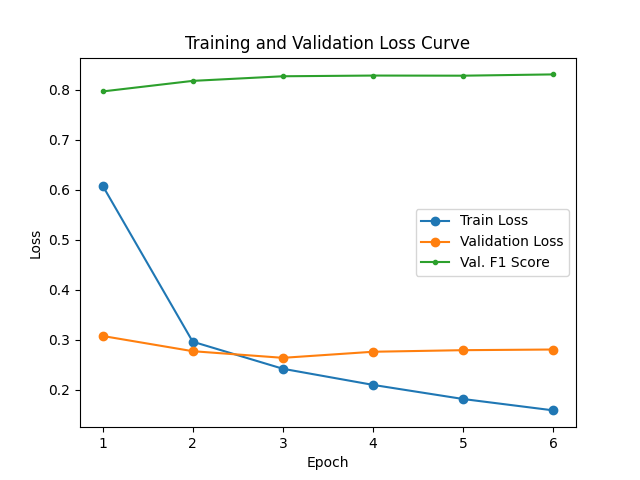 Training and Validation Loss Curve
0.8
0.7
0.6
0.5
0.4
0.3
0.2
Loss
Train Loss
Validation Loss
Val. F1 Score
1 2 3 4 5 6
Epoch